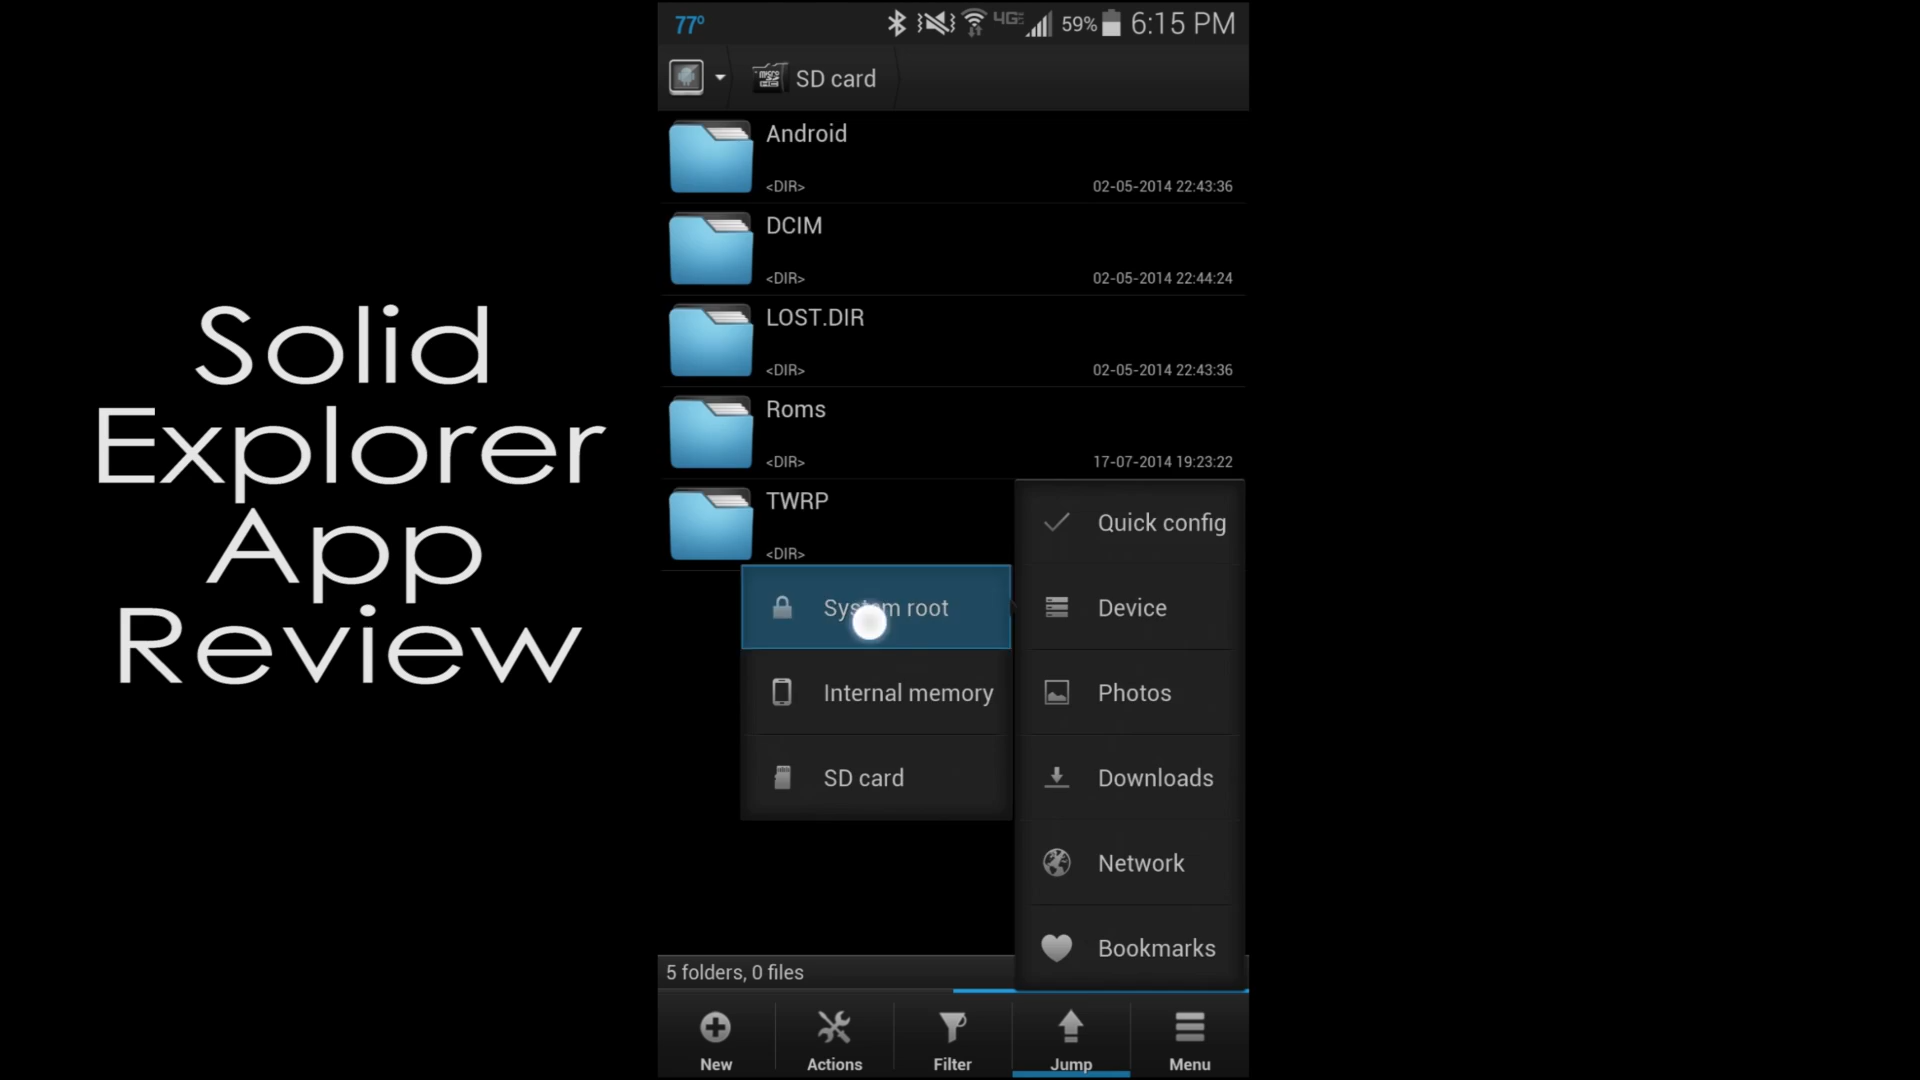 Solid
Explorer
App
Review
77° 4G 59% 6:15 PM
SD card
Android
<DIR> 02-05-2014 22:43:36
DCIM
<DIR> 02-05-2014 22:44:24
LOST.DIR
<DIR> 02-05-2014 22:43:36
Roms
<DIR> 17-07-2014 19:23:22
TWRP
<DIR>
Quick config
Device
Photos
Downloads
Network
Bookmarks
System root
Internal memory
SD card
5 folders, 0 files
New Actions Filter Jump Menu